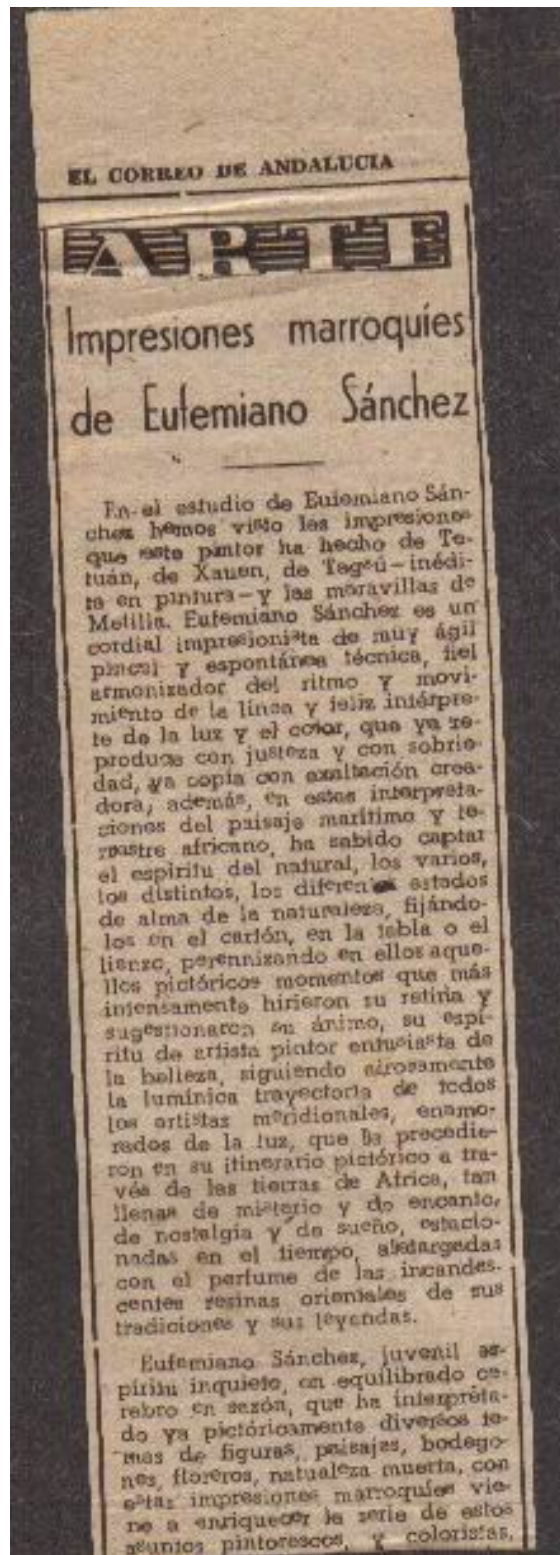 EL CORREO DE ANDALUCIA
ARTE
Impresiones marroquíes
de Eufemiano Sánchez
En el estudio de Eufemiano Sán-
chez hemos visto las impresiones
que este pintor ha hecho de Te-
tuán, de Xauen, de —inédi-
ta en pintura— y las maravillas de
Melilla. Eufemiano Sánchez es un
cordial impresionista de muy ágil
pincel y espontánea técnica, fiel
armonizador del ritmo y movi-
miento de la línea y feliz intérpre-
te de la luz y el color, que ya re-
produce con justeza y con sobrie-
dad, ya copia con exaltación crea-
dora; además, en estas interpreta-
ciones del paisaje marítimo y te-
rrestre africano, ha sabido captar
el espíritu del natural, los varios,
los distintos, los diferentes estados
de alma de la naturaleza, fijándo-
los en el cartón, en la tabla o el
lienzo, perennizando en ellos aque-
llos pictóricos momentos que más
intensamente hirieron su retina y
sugestionaron su ánimo, su espí-
ritu de artista pintor entusiasta de
la belleza, siguiendo airosamente
la lumínica trayectoria de todos
los artistas meridionales, enamo-
rados de la luz, que le precedie-
ron en su itinerario pictórico a tra-
vés de las tierras de Africa, tan
llenas de misterio y de encanto,
de nostalgia y de sueño, estacio-
nadas en el tiempo, aletargadas
con el perfume de las incandes-
centes resinas orientales de sus
tradiciones y sus leyendas.
Eufemiano Sánchez, juvenil es-
píritu inquieto, en equilibrado ce-
rebro en sazón, que ha interpreta-
do ya pictóricamente diversos te-
mas de figuras, paisajes, bodego-
nes, floreros, naturaleza muerta, con
estas impresiones marroquíes vie-
ne a enriquecer la serie de estos
asuntos pintorescos, y coloristas,